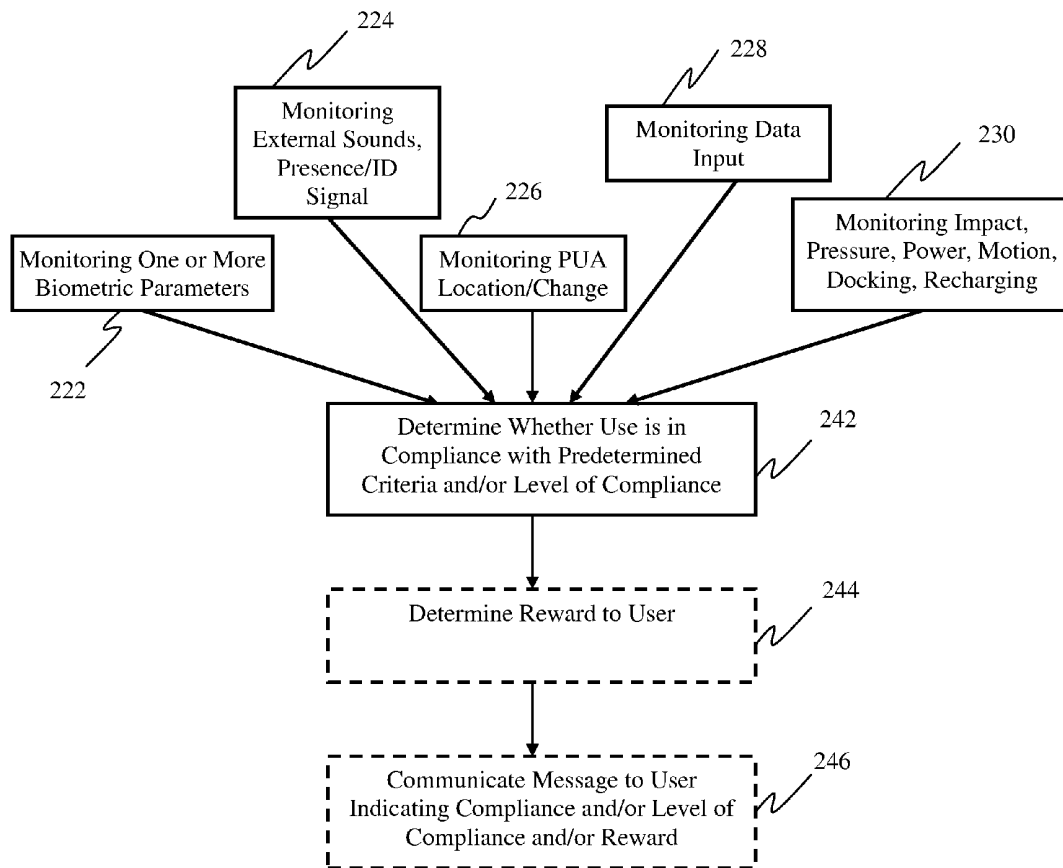 224
Monitoring
External Sounds,
Presence/ID
Signal
228
Monitoring Data
Input
230
Monitoring Impact,
Pressure, Power, Motion,
Docking, Recharging
226
Monitoring PUA
Location/Change
Monitoring One or More
Biometric Parameters
222
Determine Whether Use is in
Compliance with Predetermined
Criteria and/or Level of Compliance
242
Determine Reward to User
244
Communicate Message to User
Indicating Compliance and/or Level of
Compliance and/or Reward
246